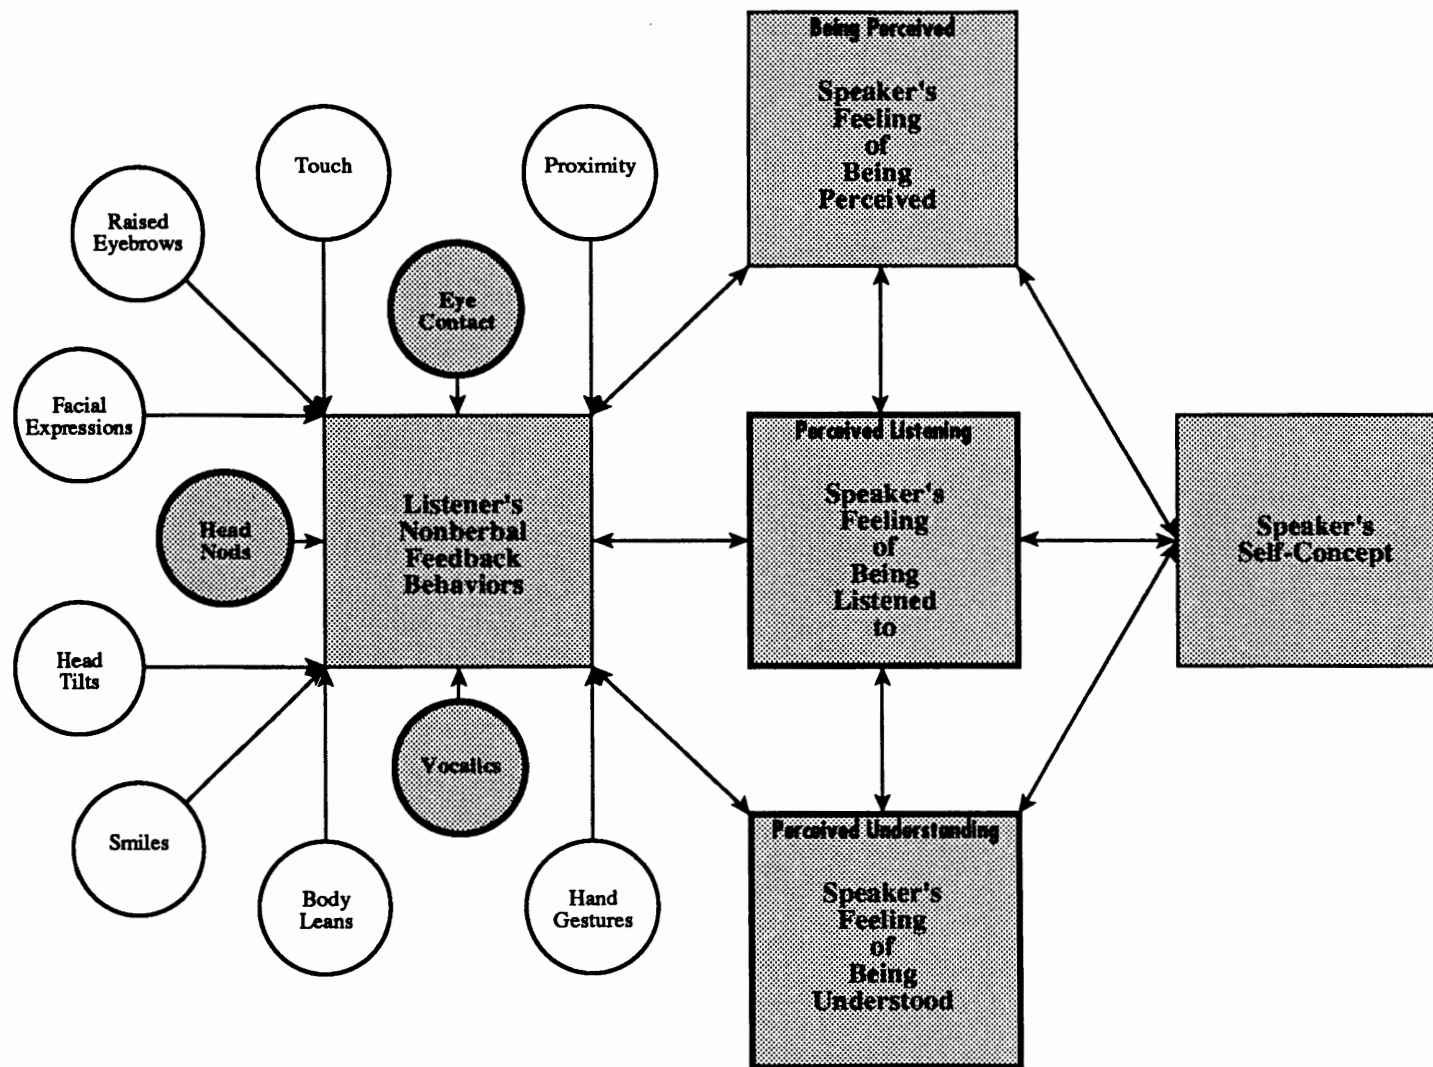 Being Perceived
Speaker's
Feeling
of
Being
Perceived
Touch
Proximity
Raised
Eyebrows
Eye
Contact
Facial
Expressions
Head
Nods
Listener's
Nonberbal
Feedback
Behaviors
Perceived Listening
Speaker's
Feeling
of
Being
Listened
to
Speaker's
Self-Concept
Head
Tilts
Vocalics
Smiles
Body
Leans
Hand
Gestures
Perceived Understanding
Speaker's
Feeling
of
Being
Understood